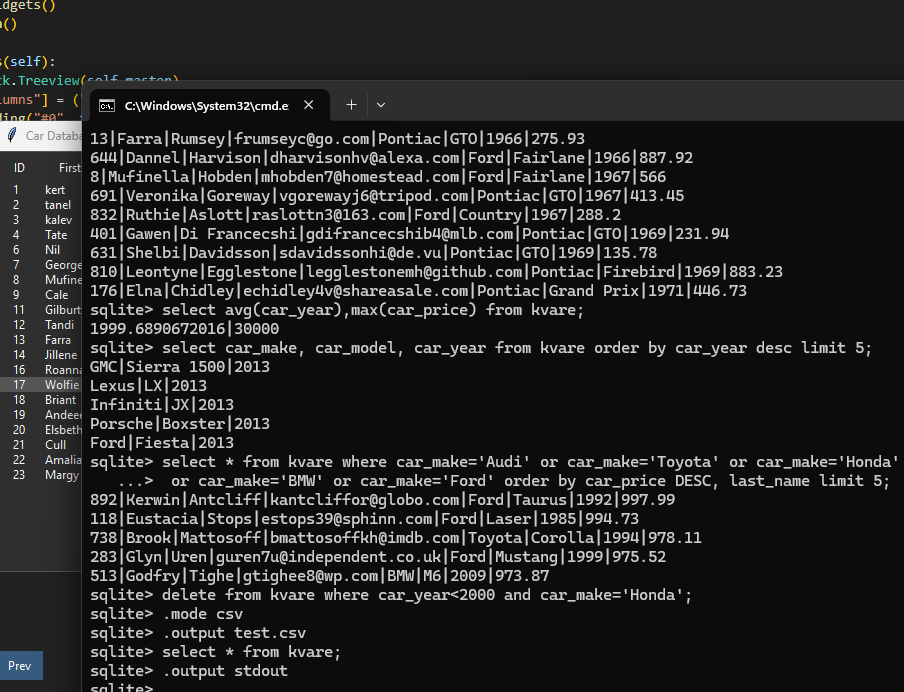 idgets()
a()
s(self):
tk.Treeview(self.master)
lumns"] = ("
ding("#0",
C:\Windows\System32\cmd.e
Car Databa
ID First
1 kert
2 tanel
3 kalev
4 Tate
6 Nil
7 George
8 Mufine
9 Cale
11 Gilburt
12 Tandi
13 Farra
14 Jillene
16 Roanna
17 Wolfie
18 Briant
19 Andee
20 Elsbeth
21 Cull
22 Amalia
23 Margy
Prev
13|Farra|Rumsey|frumseyc@go.com|Pontiac|GTO|1966|275.93
644|Dannel|Harvison|dharvisonhv@alexa.com|Ford|Fairlane|1966|887.92
8|Mufinella|Hobden|mhobden7@homestead.com|Ford|Fairlane|1967|566
691|Veronika|Goreway|vgorewayj6@tripod.com|Pontiac|GTO|1967|413.45
832|Ruthie|Aslott|raslottn3@163.com|Ford|Country|1967|288.2
401|Gawen|Di Francecshi|gdifrancecshib4@mlb.com|Pontiac|GTO|1969|231.94
631|Shelbi|Davidsson|sdavidssonhi@de.vu|Pontiac|GTO|1969|135.78
810|Leontyne|Egglestone|legglestonemh@github.com|Pontiac|Firebird|1969|883.23
176|Elna|Chidley|echidley4v@shareasale.com|Pontiac|Grand Prix|1971|446.73
sqlite> select avg(car_year),max(car_price) from kvare;
1999.6890672016|30000
sqlite> select car_make, car_model, car_year from kvare order by car_year desc limit 5;
GMC|Sierra 1500|2013
Lexus|LX|2013
Infiniti|JX|2013
Porsche|Boxster|2013
Ford|Fiesta|2013
sqlite> select * from kvare where car_make='Audi' or car_make='Toyota' or car_make='Honda'
...> or car_make='BMW' or car_make='Ford' order by car_price DESC, last_name limit 5;
892|Kerwin|Antcliff|kantcliffor@globo.com|Ford|Taurus|1992|997.99
118|Eustacia|Stops|estops39@sphinn.com|Ford|Laser|1985|994.73
738|Brook|Mattosoff|bmattosoffkh@imdb.com|Toyota|Corolla|1994|978.11
283|Glyn|Uren|guren7u@independent.co.uk|Ford|Mustang|1999|975.52
513|Godfry|Tighe|gtighee8@wp.com|BMW|M6|2009|973.87
sqlite> delete from kvare where car_year<2000 and car_make='Honda';
sqlite> .mode csv
sqlite> .output test.csv
sqlite> select * from kvare;
sqlite> .output stdout
sqlite>